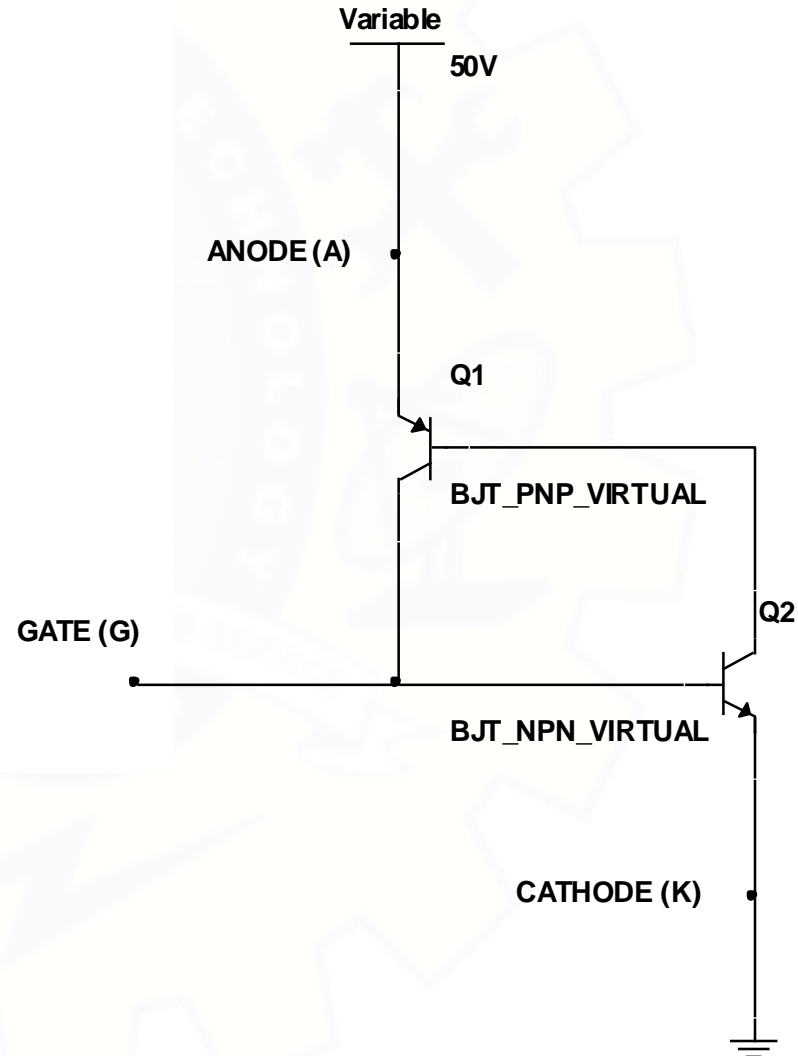 Variable
50V
ANODE (A)
Q1
BJT_PNP_VIRTUAL
Q2
GATE (G)
BJT_NPN_VIRTUAL
CATHODE (K)